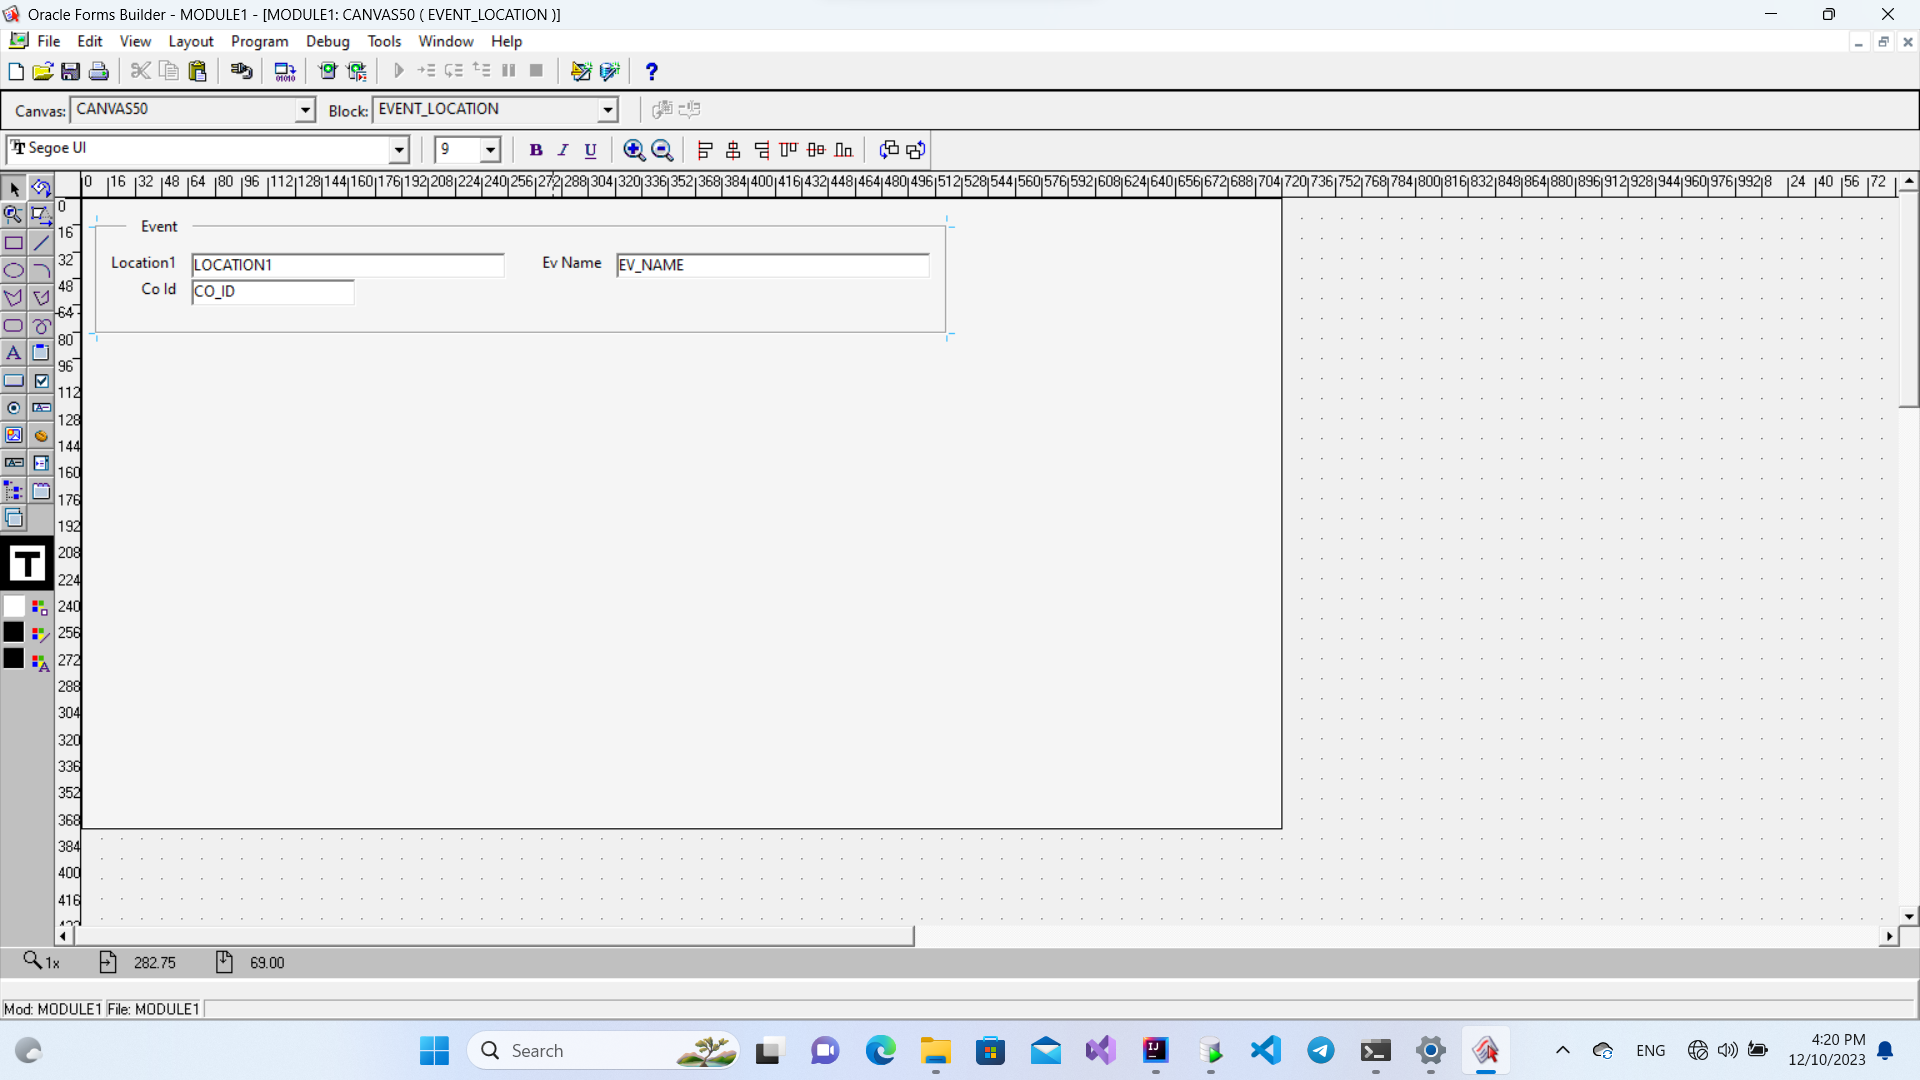 Oracle Forms Builder - MODULE1 - [MODULE1: CANVAS50 ( EVENT_LOCATION )]
File Edit View Layout Program Debug Tools Window Help
Canvas: CANVAS50 Block: EVENT_LOCATION
Segoe UI 9 B I U
0 16 32 48 64 80 96 112 128 144 160 176 192 208 224 240 256 272 288 304 320 336 352 368 384 400 416 432 448 464 480 496 512 528 544 560 576 592 608 624 640 656 672 688 704 720 736 752 768 784 800 816 832 848 864 880 896 912 928 944 960 976 992 8 24 40 56 72
0
16
32
48
64
80
96
112
128
144
160
176
192
208
224
240
256
272
288
304
320
336
352
368
384
400
416
Event
Location1 LOCATION1 Ev Name EV_NAME
Co Id CO_ID
1x 282.75 69.00
Mod: MODULE1 File: MODULE1
Search
ENG
4:20 PM
12/10/2023